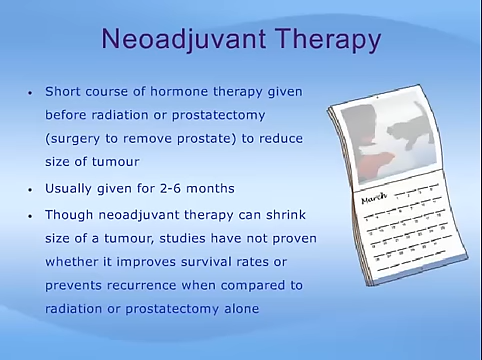 Neoadjuvant Therapy
• Short course of hormone therapy given
before radiation or prostatectomy
(surgery to remove prostate) to reduce
size of tumour
• Usually given for 2-6 months
• Though neoadjuvant therapy can shrink
size of a tumour, studies have not proven
whether it improves survival rates or
prevents recurrence when compared to
radiation or prostatectomy alone
March